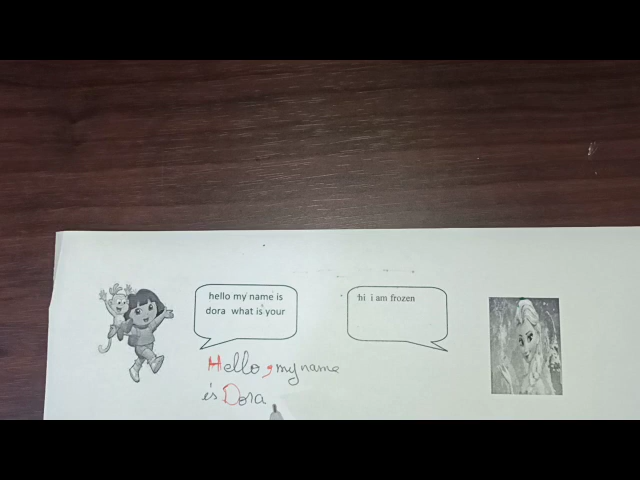 hello my name is
dora what is your
hi i am frozen
Hello, my name
is Dora